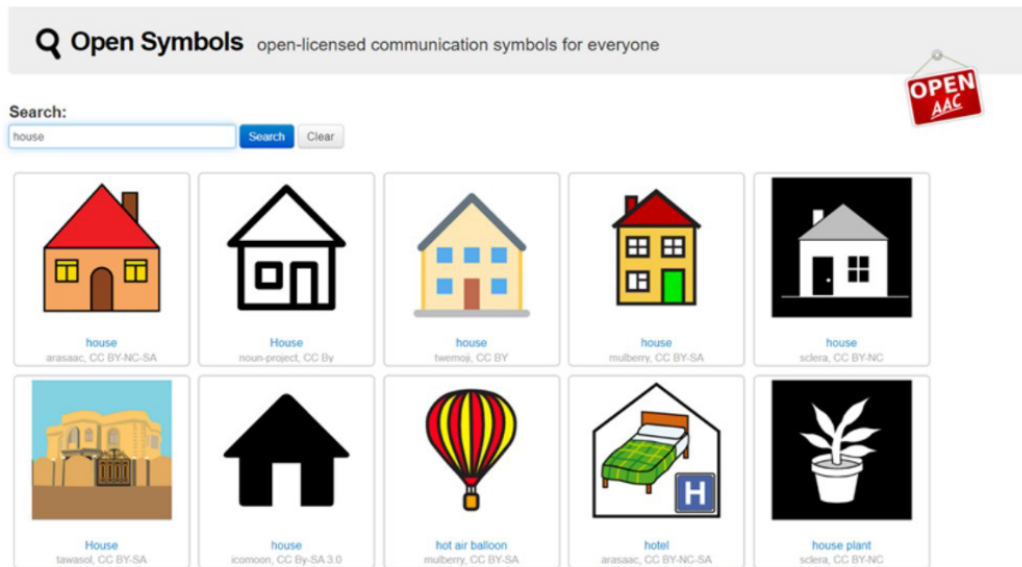 Open Symbols open-licensed communication symbols for everyone
OPEN
AAC
Search:
house
Search
Clear
house
arasaac, CC BY-NC-SA
House
noun-project, CC By
house
twemoji, CC BY
house
mulberry, CC BY-SA
house
sclera, CC BY-NC
H
House
tawasol, CC BY-SA
house
icomoon, CC By-SA 3.0
hot air balloon
mulberry, CC BY-SA
hotel
arasaac, CC BY-NC-SA
house plant
sclera, CC BY-NC